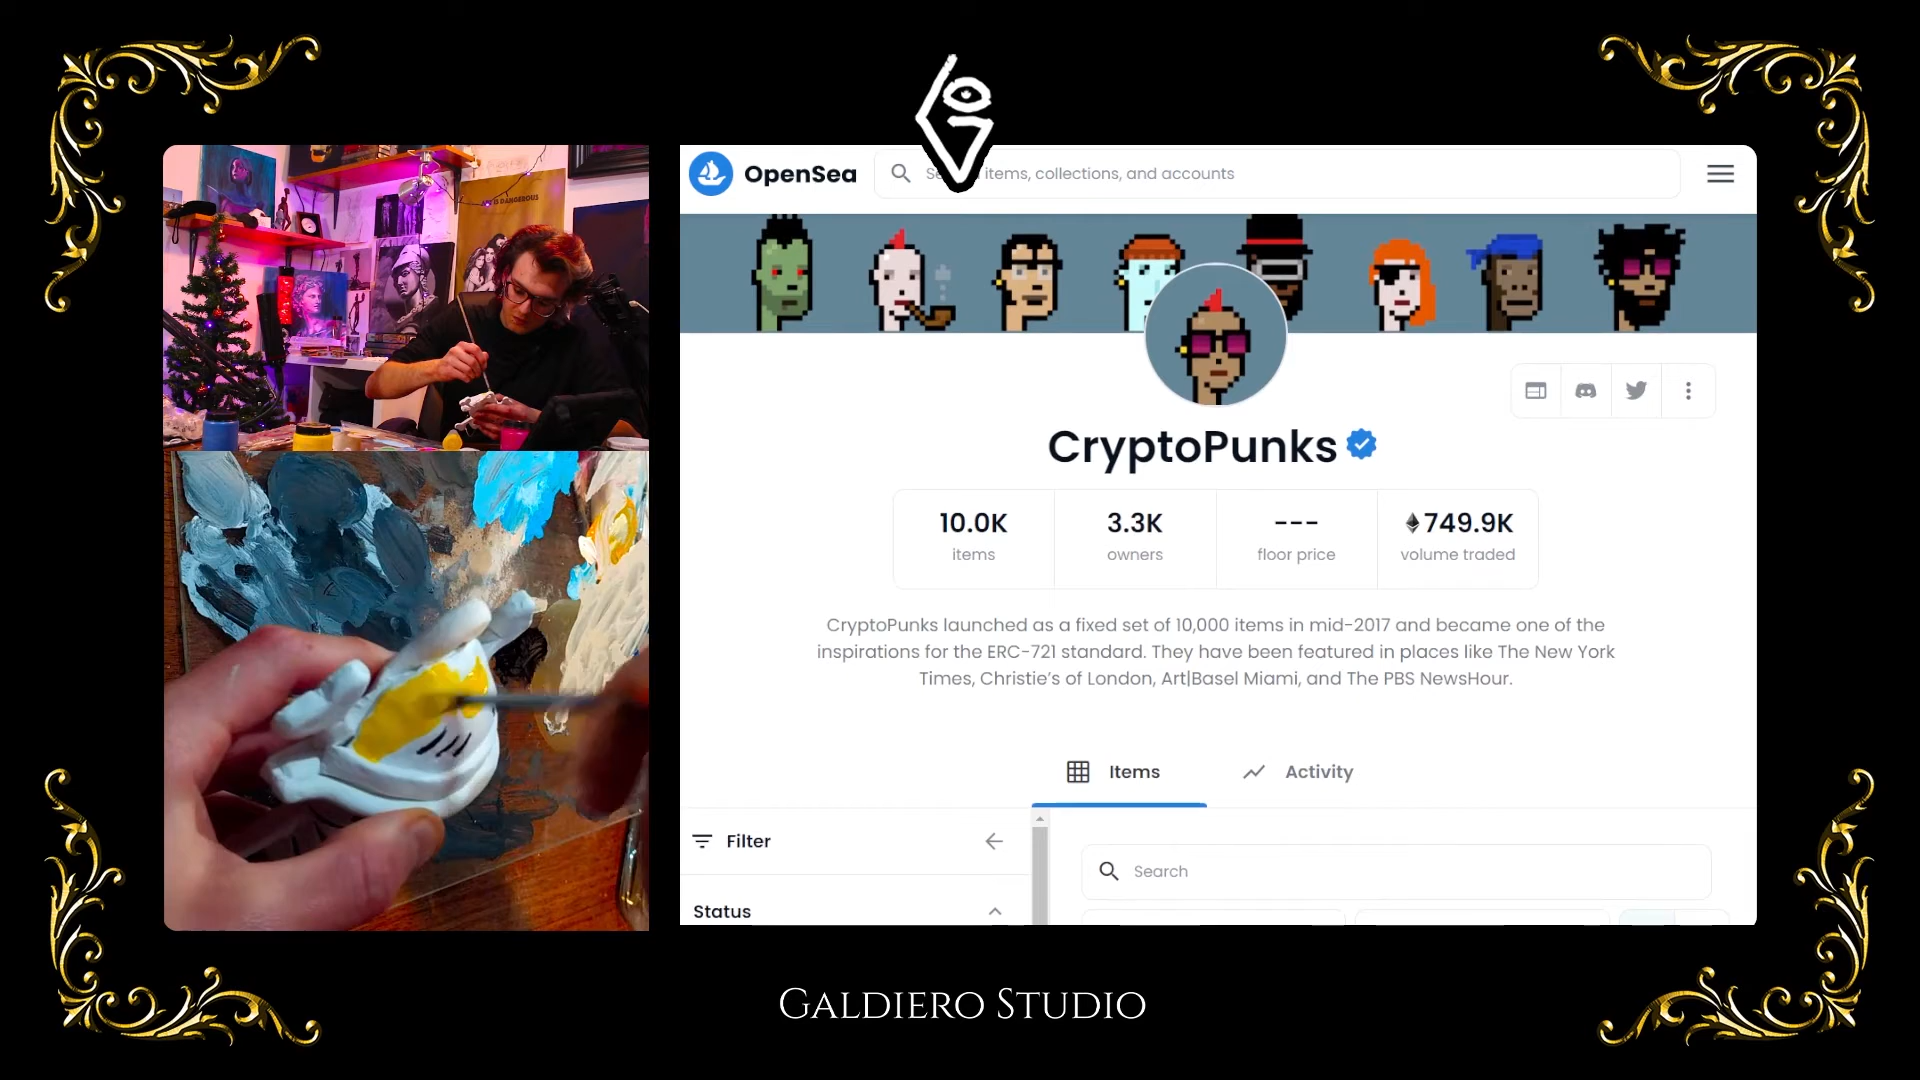 OpenSea
items, collections, and accounts
IS DANGEROUS
CryptoPunks
10.0K
items
3.3K
owners
---
floor price
749.9K
volume traded
CryptoPunks launched as a fixed set of 10,000 items in mid-2017 and became one of the
inspirations for the ERC-721 standard. They have been featured in places like The New York
Times, Christie's of London, Art|Basel Miami, and The PBS NewsHour.
Items
Activity
Filter
Search
Status
GALDIERO STUDIO